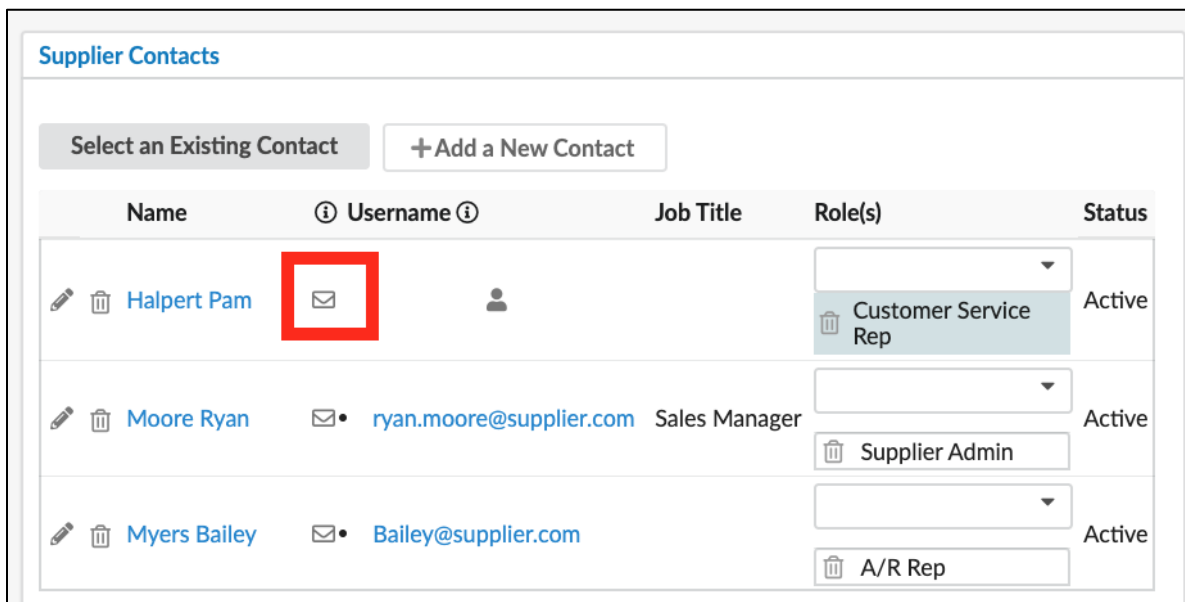 Supplier Contacts
Select an Existing Contact
+Add a New Contact
Name Username Job Title Role(s) Status
Halpert Pam Customer Service Rep Active
Moore Ryan ryan.moore@supplier.com Sales Manager Supplier Admin Active
Myers Bailey Bailey@supplier.com A/R Rep Active